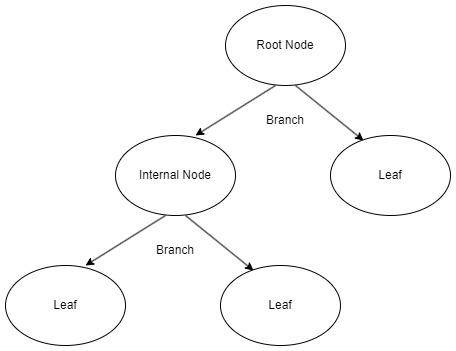 Root Node
Branch
Internal Node
Leaf
Branch
Leaf
Leaf